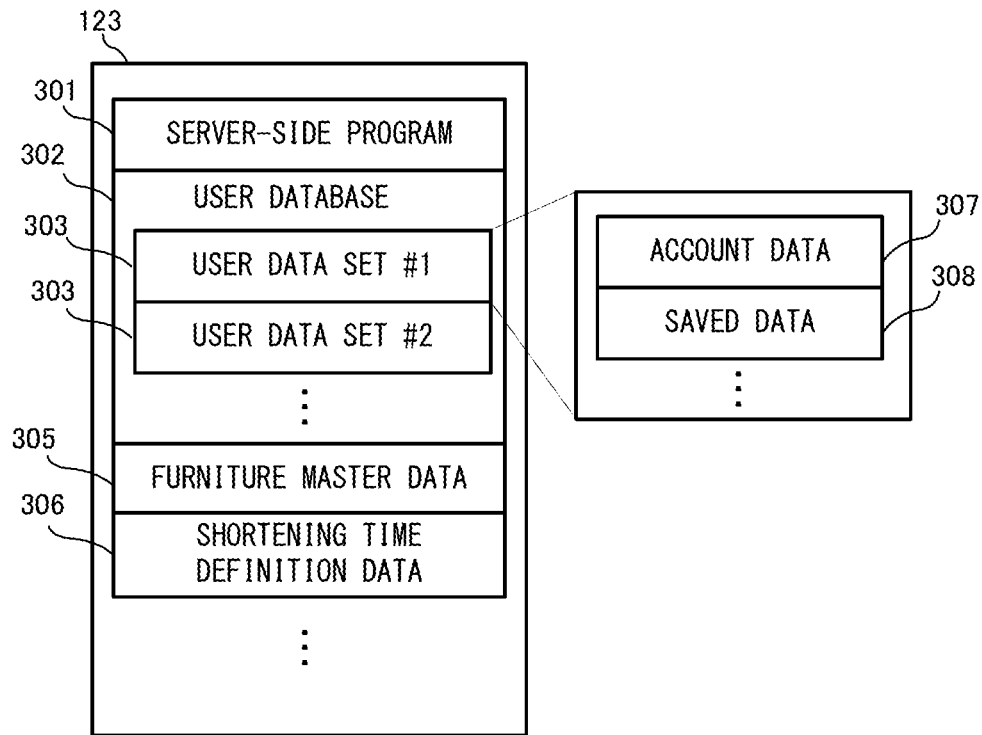 123
301
SERVER-SIDE PROGRAM
302
USER DATABASE
303
USER DATA SET #1
303
USER DATA SET #2
305
FURNITURE MASTER DATA
306
SHORTENING TIME
DEFINITION DATA
307
ACCOUNT DATA
308
SAVED DATA